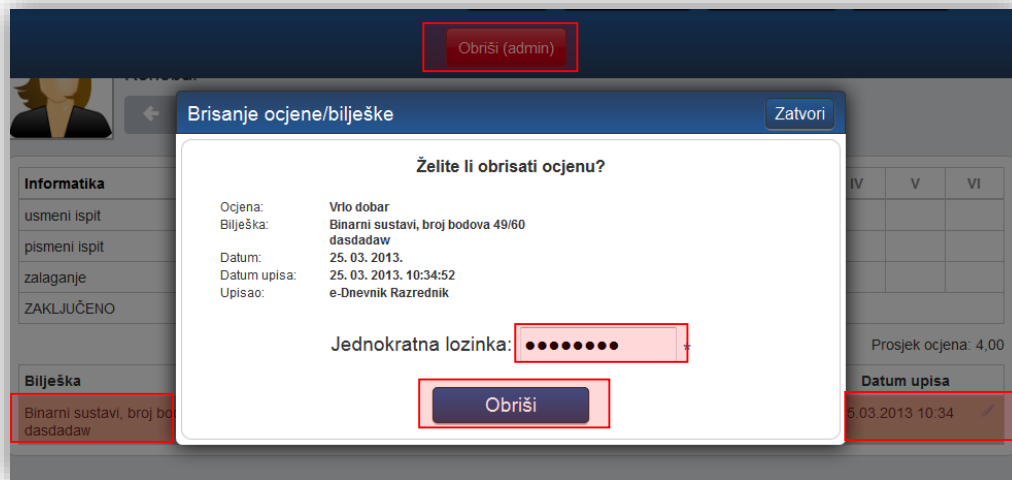 Obriši (admin)
Brisanje ocjene/bilješke
Zatvori
Želite li obrisati ocjenu?
Ocjena: Vrlo dobar
Bilješka: Binarni sustavi, broj bodova 49/60
dasdadaw
Datum: 25. 03. 2013.
Datum upisa: 25. 03. 2013. 10:34:52
Upisao: e-Dnevnik Razrednik
Jednokratna lozinka: ●●●●●●●● *
Obriši
Informatika IV V VI
usmeni ispit
pismeni ispit
zalaganje
ZAKLJUČENO
Prosjek ocjena: 4,00
Bilješka Datum upisa
Binarni sustavi, broj 5.03.2013 10:34
dasdadaw